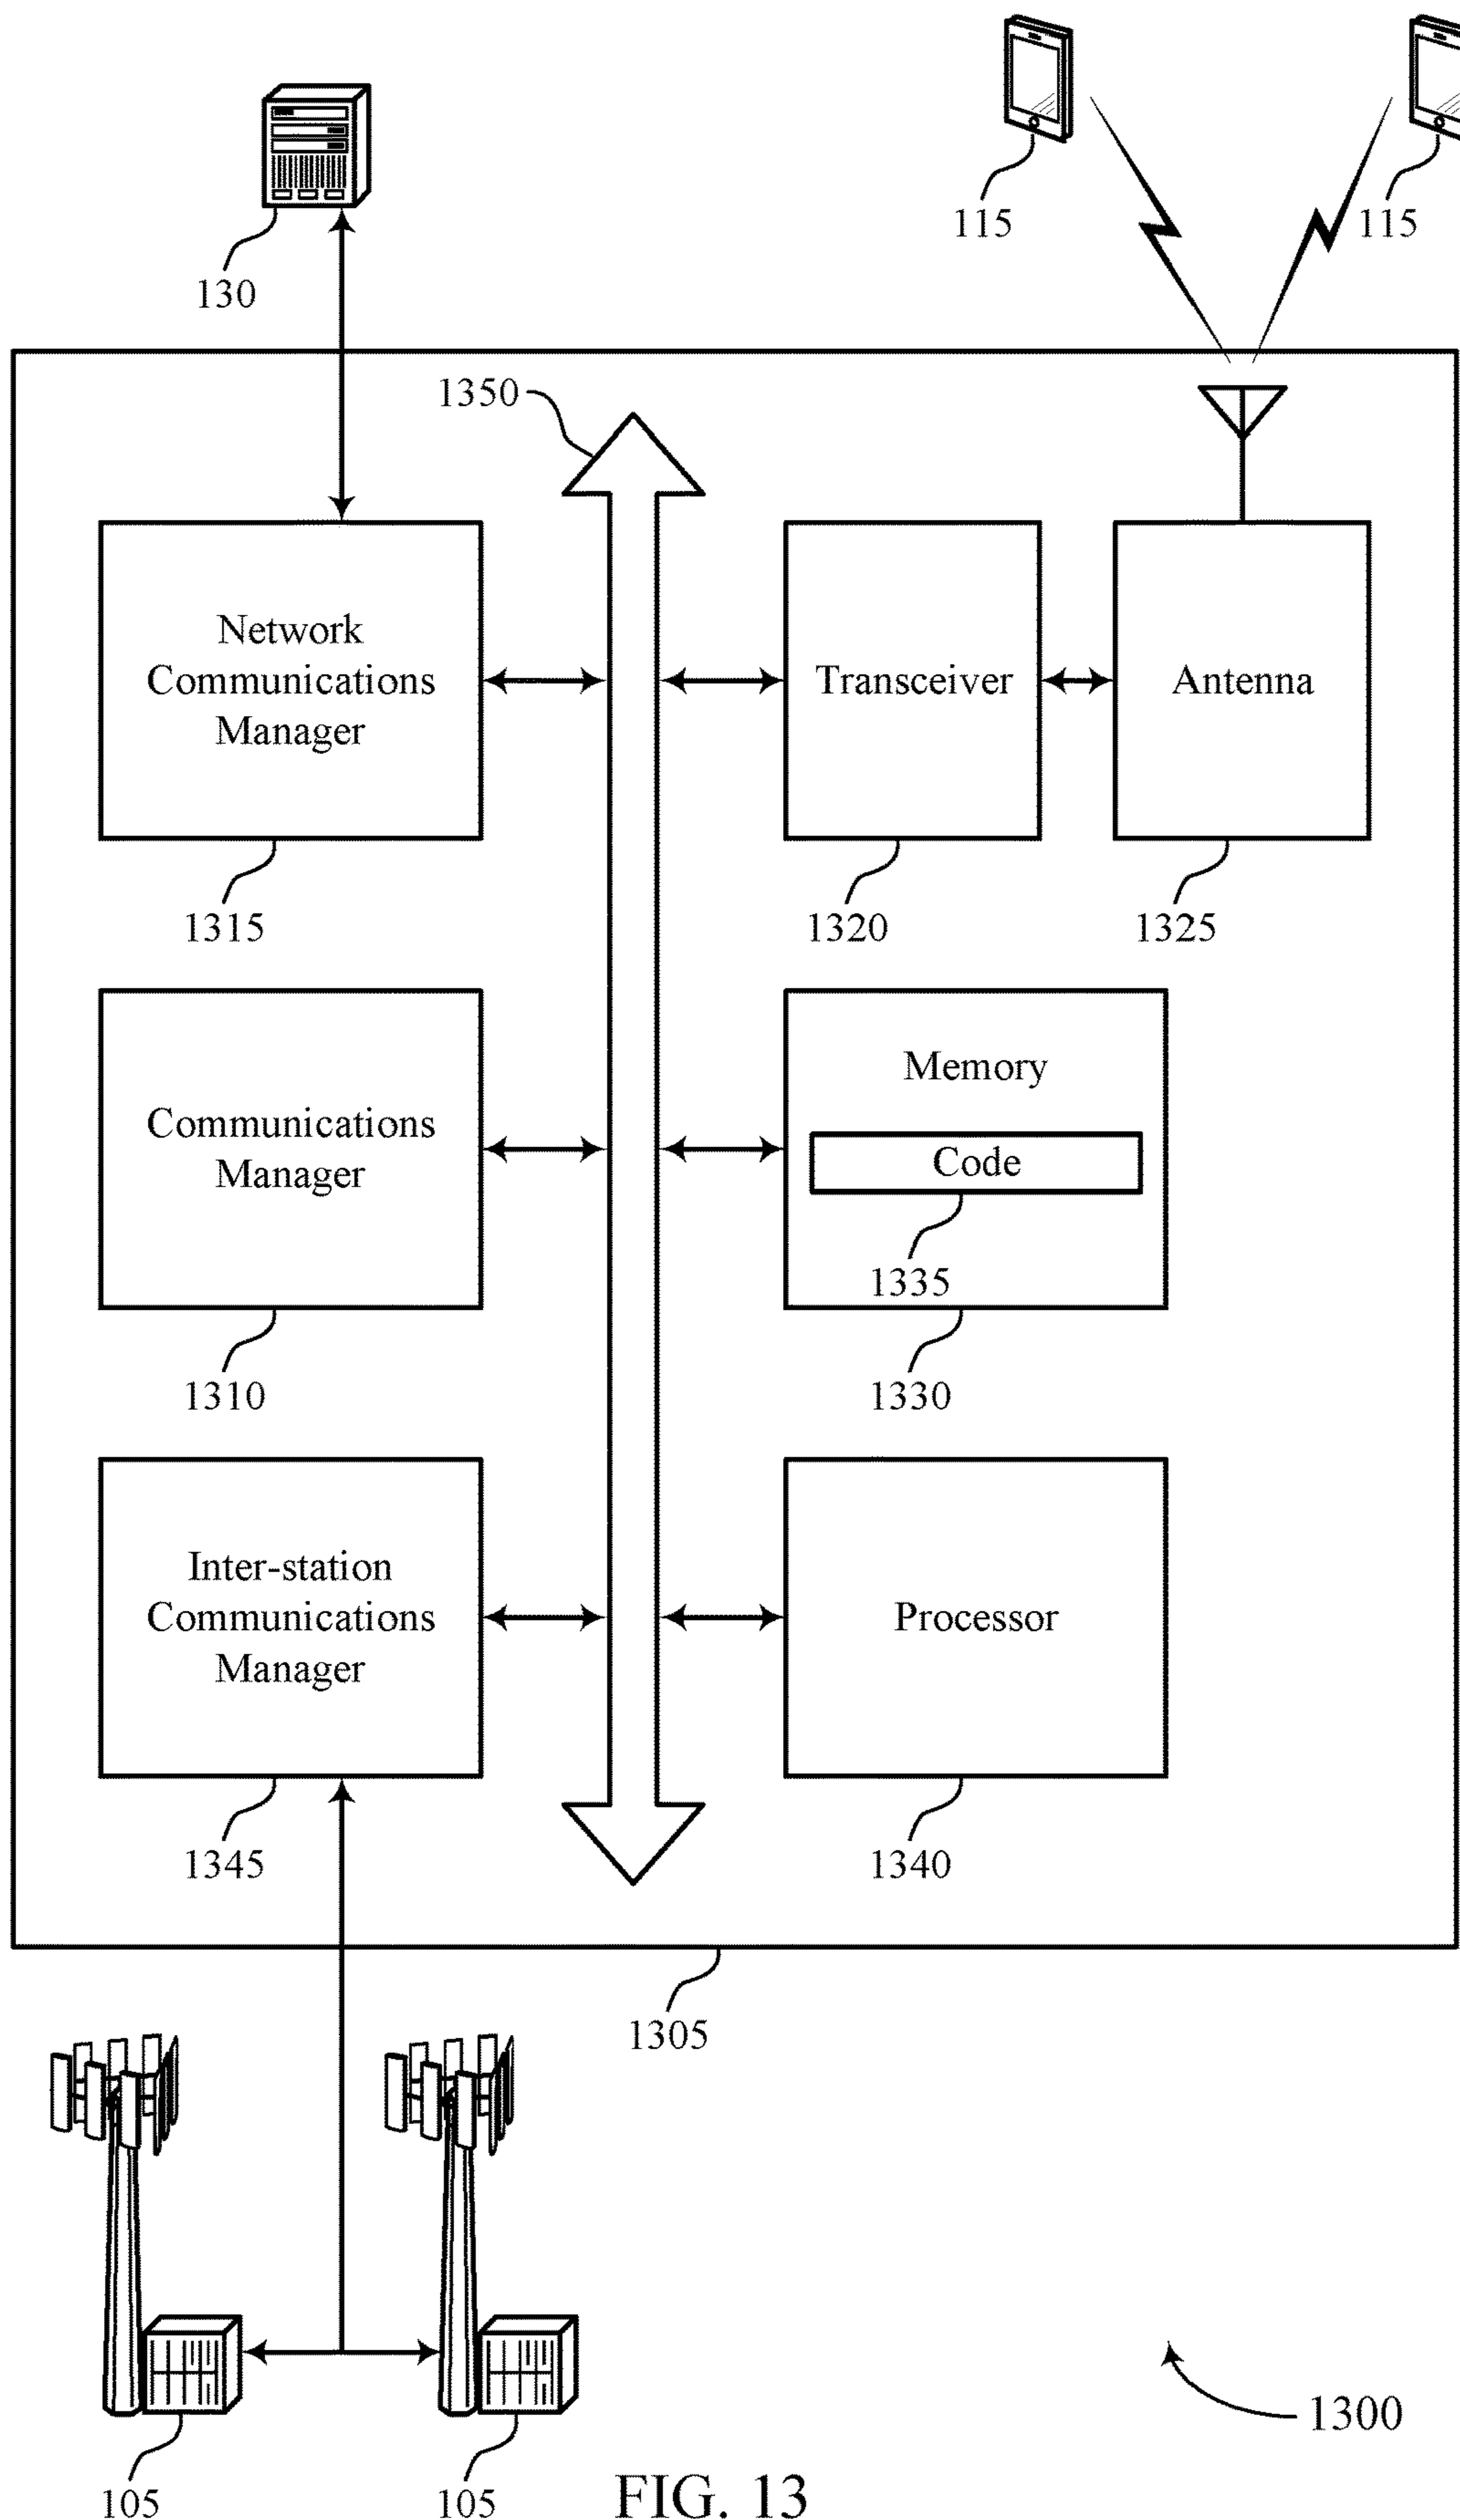 130
115
115
1350
Network
Communications
Manager
Transceiver
Antenna
1315
1320
1325
Communications
Manager
Memory
Code
1335
1310
1330
Inter-station
Communications
Manager
Processor
1345
1340
1305
1300
105
105
FIG. 13